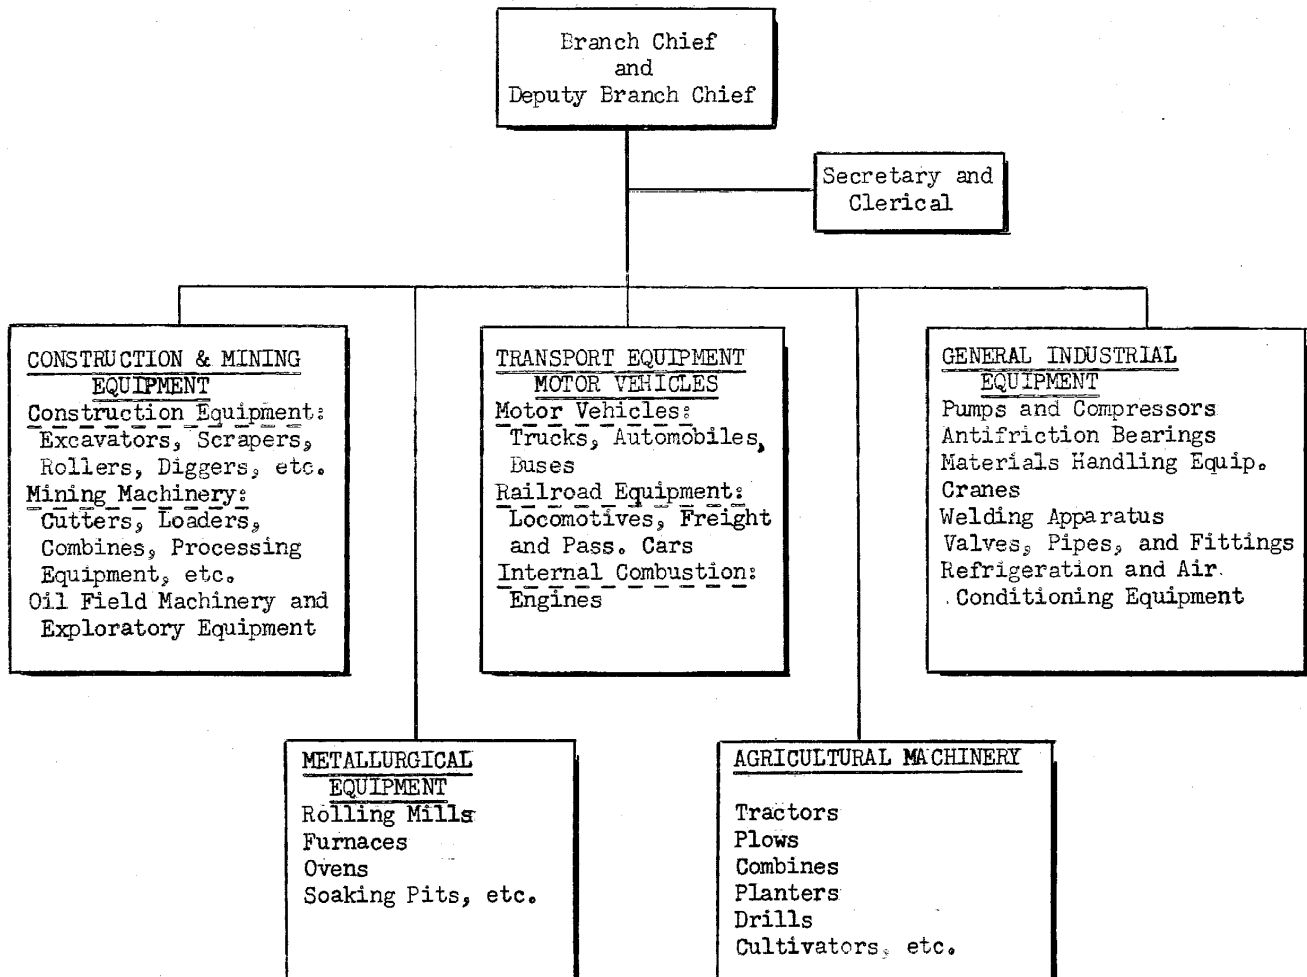 Branch Chief
and
Deputy Branch Chief
Secretary and
Clerical
CONSTRUCTION & MINING
EQUIPMENT
Construction Equipment:
Excavators, Scrapers,
Rollers, Diggers, etc.
Mining Machinery:
Cutters, Loaders,
Combines, Processing
Equipment, etc.
Oil Field Machinery and
Exploratory Equipment
TRANSPORT EQUIPMENT
MOTOR VEHICLES
Motor Vehicles:
Trucks, Automobiles,
Buses
Railroad Equipment:
Locomotives, Freight
and Pass. Cars
Internal Combustion:
Engines
GENERAL INDUSTRIAL
EQUIPMENT
Pumps and Compressors
Antifriction Bearings
Materials Handling Equip.
Cranes
Welding Apparatus
Valves, Pipes, and Fittings
Refrigeration and Air
Conditioning Equipment
METALLURGICAL
EQUIPMENT
Rolling Mills
Furnaces
Ovens
Soaking Pits, etc.
AGRICULTURAL MACHINERY
Tractors
Plows
Combines
Planters
Drills
Cultivators, etc.